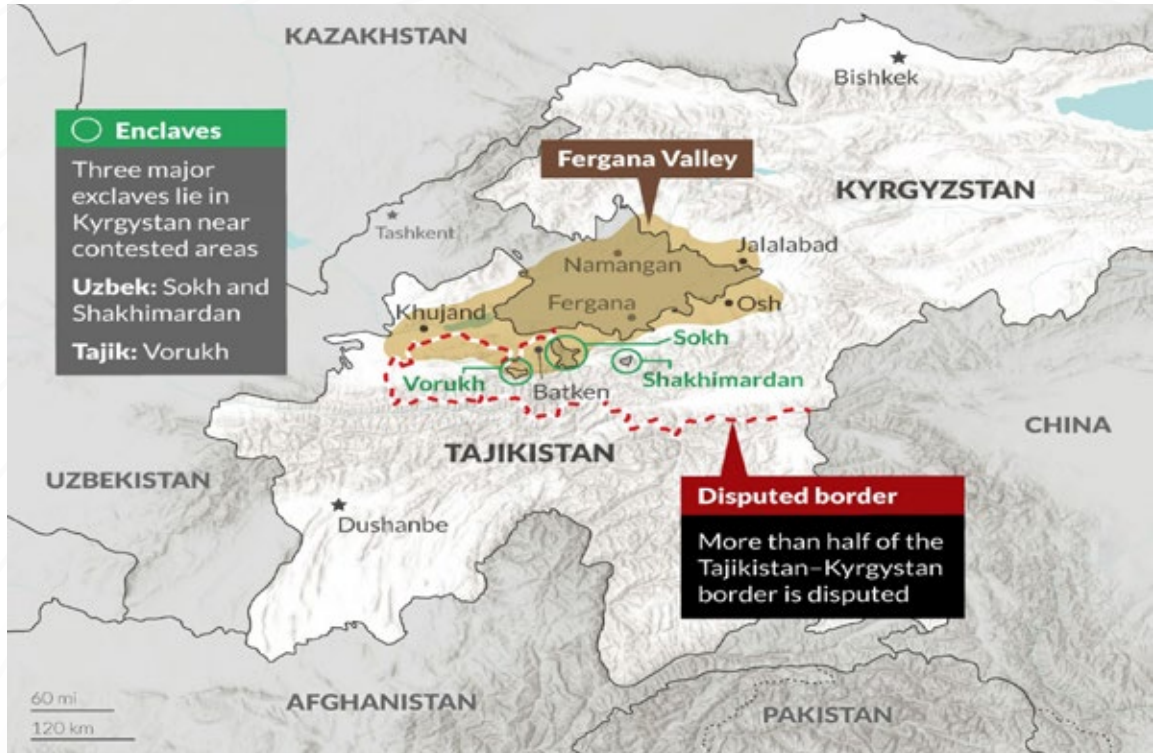 KAZAKHSTAN
Bishkek
Enclaves
Three major
exclaves lie in
Kyrgystan near
contested areas
Uzbek: Sokh and
Shakhimardan
Tajik: Vorukh
Fergana Valley
KYRGYZSTAN
Tashkent
Jalalabad
Namangan
Khujand
Fergana
Osh
Sokh
Vorukh
Batken
Shakhimardan
CHINA
TAJIKISTAN
UZBEKISTAN
Dushanbe
Disputed border
More than half of the
Tajikistan–Kyrgystan
border is disputed
AFGHANISTAN
PAKISTAN
60 mi
120 km